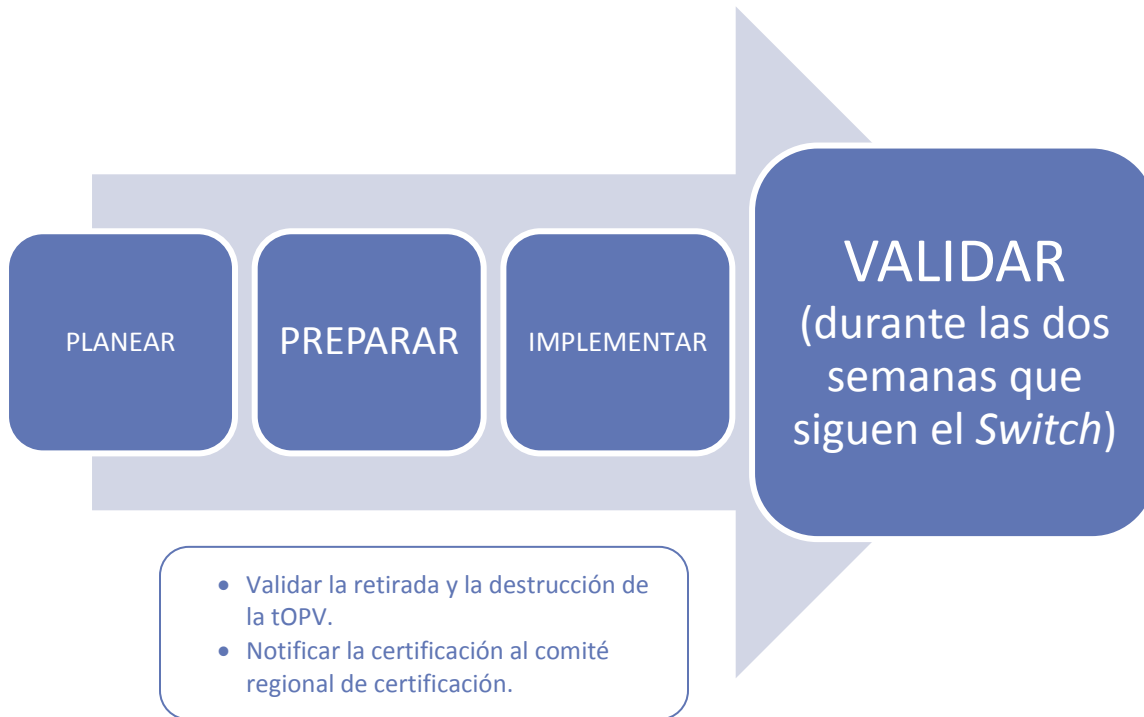 PLANEAR
PREPARAR
IMPLEMENTAR
VALIDAR
(durante las dos
semanas que
siguen el Switch)
• Validar la retirada y la destrucción de
la tOPV.
• Notificar la certificación al comité
regional de certificación.